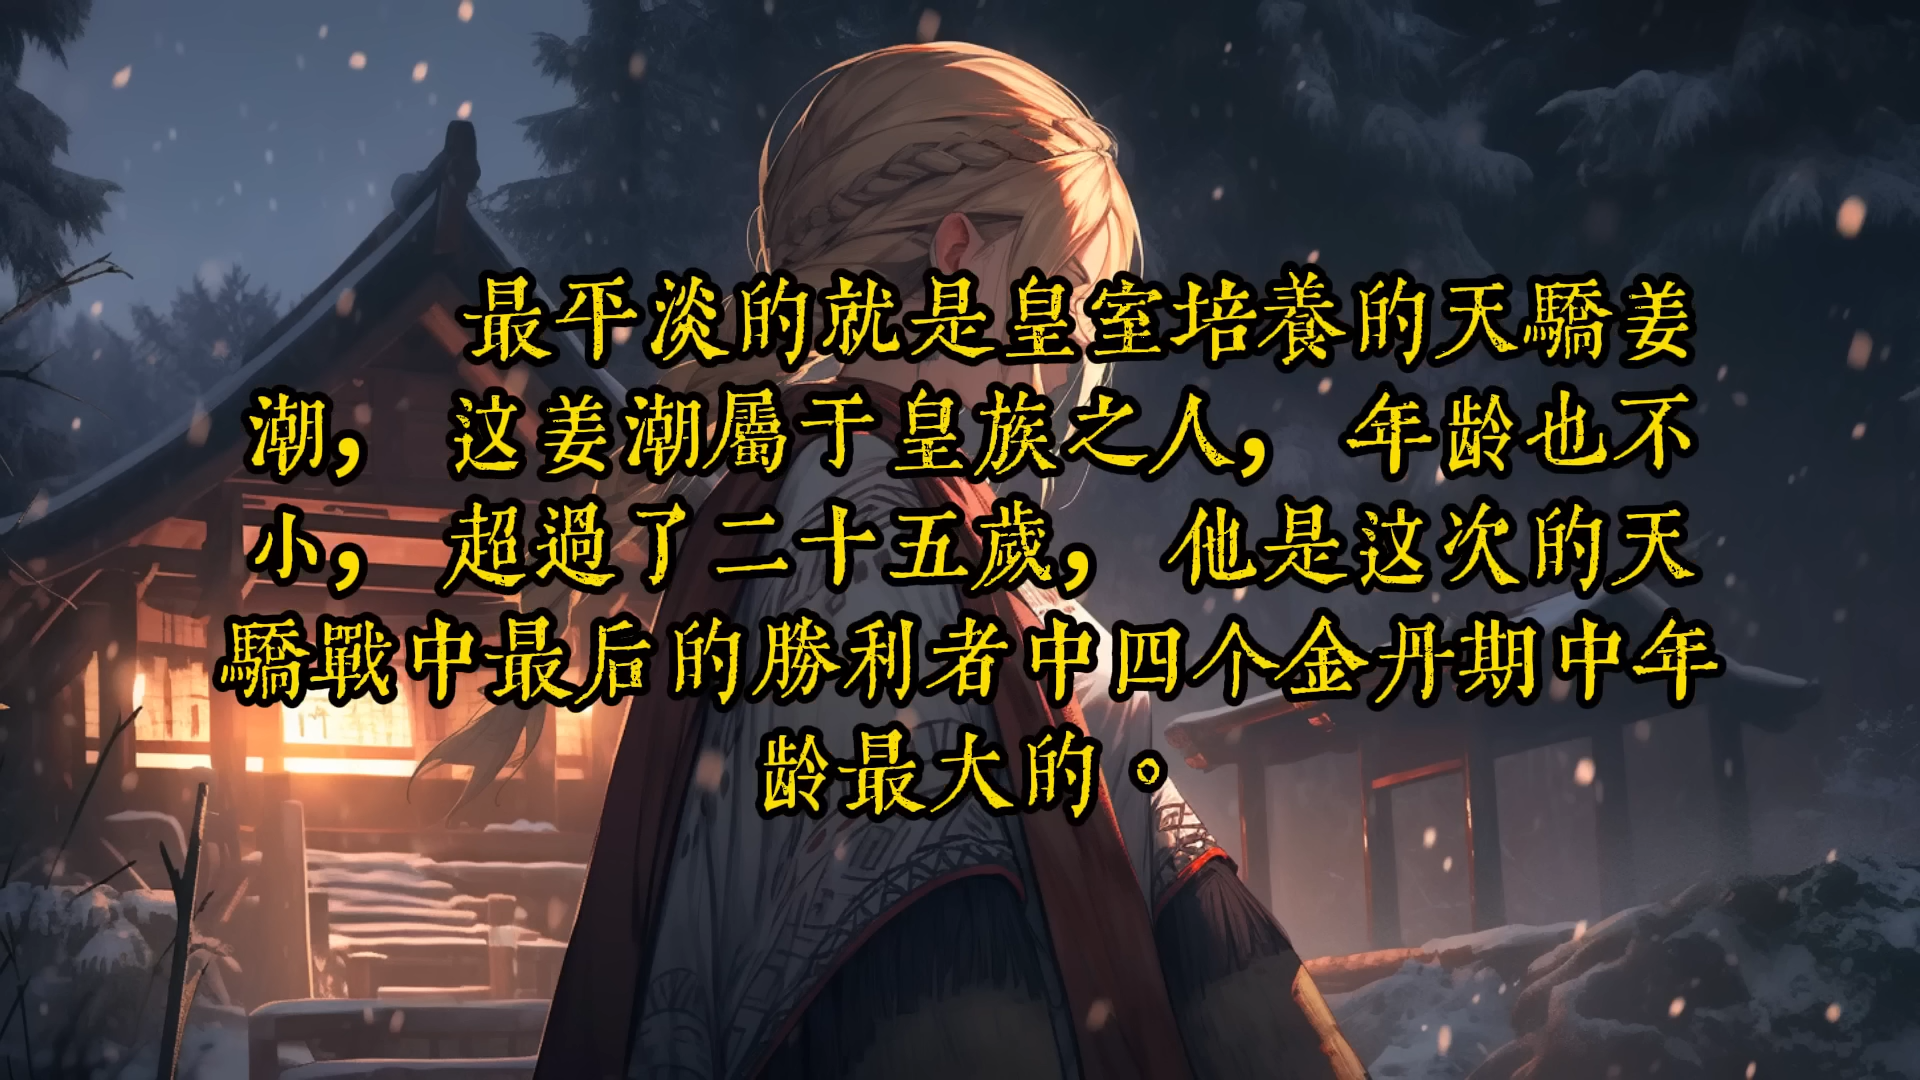 最平淡的就是皇室培養的天驕姜
潮， 这姜潮屬于皇族之人， 年龄也不
小， 超過了二十五歲， 他是这次的天
驕戰中最后的勝利者中四个金丹期中年
龄最大的。